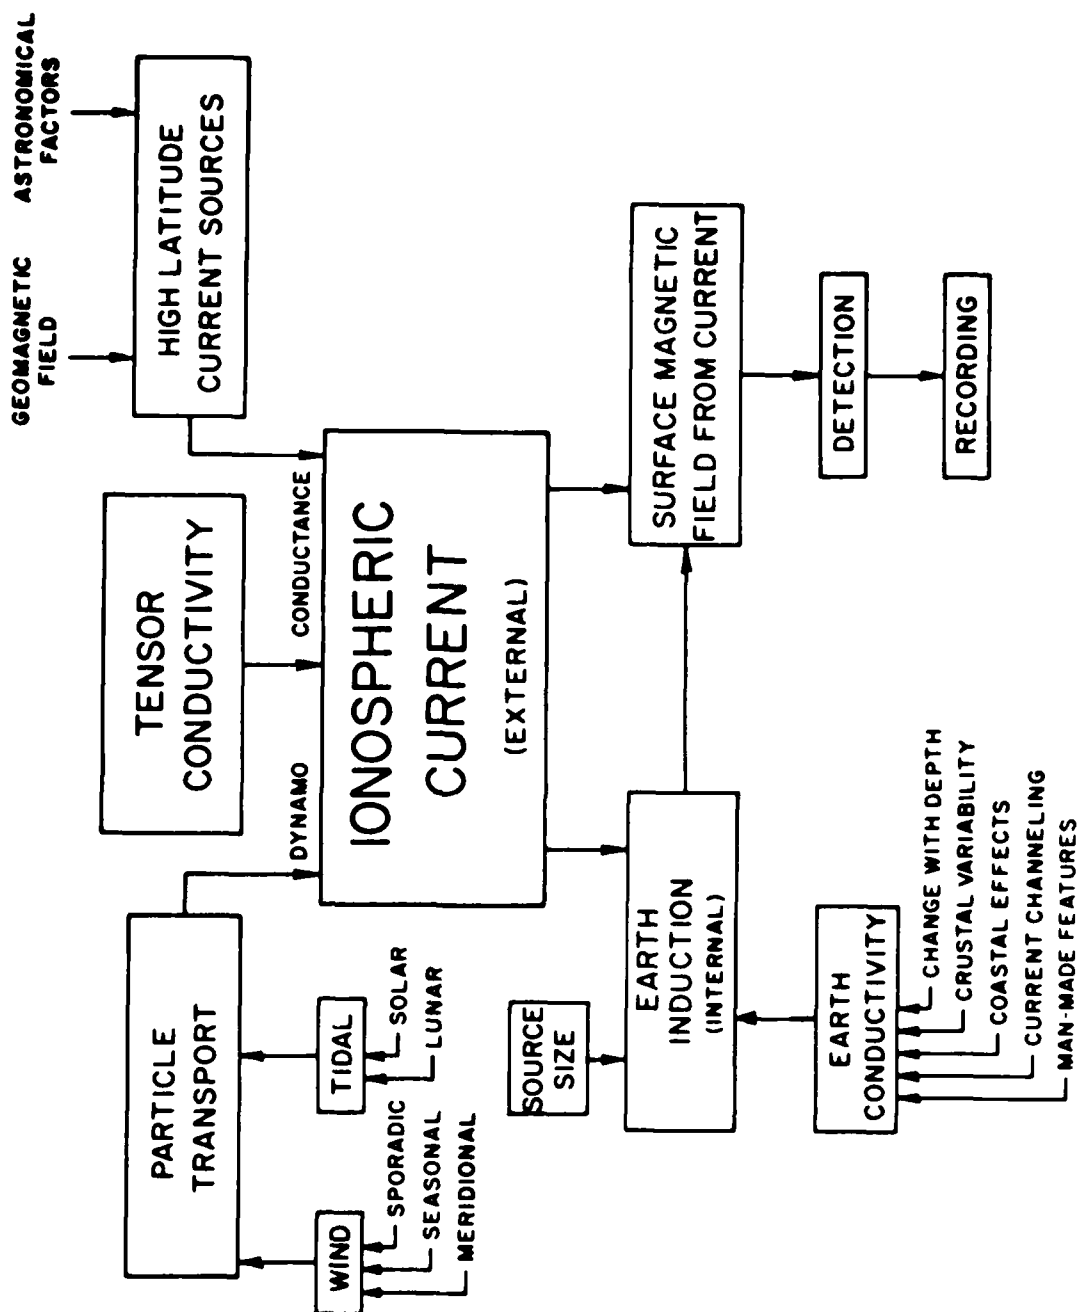 GEOMAGNETIC
FIELD
ASTRONOMICAL
FACTORS
HIGH LATITUDE
CURRENT SOURCES
TENSOR
CONDUCTIVITY
PARTICLE
TRANSPORT
DYNAMO
CONDUCTANCE
WIND
SPORADIC
SEASONAL
MERIDIONAL
TIDAL
SOLAR
LUNAR
IONOSPHERIC
CURRENT
(EXTERNAL)
SOURCE
SIZE
EARTH
INDUCTION
(INTERNAL)
SURFACE MAGNETIC
FIELD FROM CURRENT
EARTH
CONDUCTIVITY
CHANGE WITH DEPTH
CRUSTAL VARIABILITY
COASTAL EFFECTS
CURRENT CHANNELING
MAN-MADE FEATURES
DETECTION
RECORDING